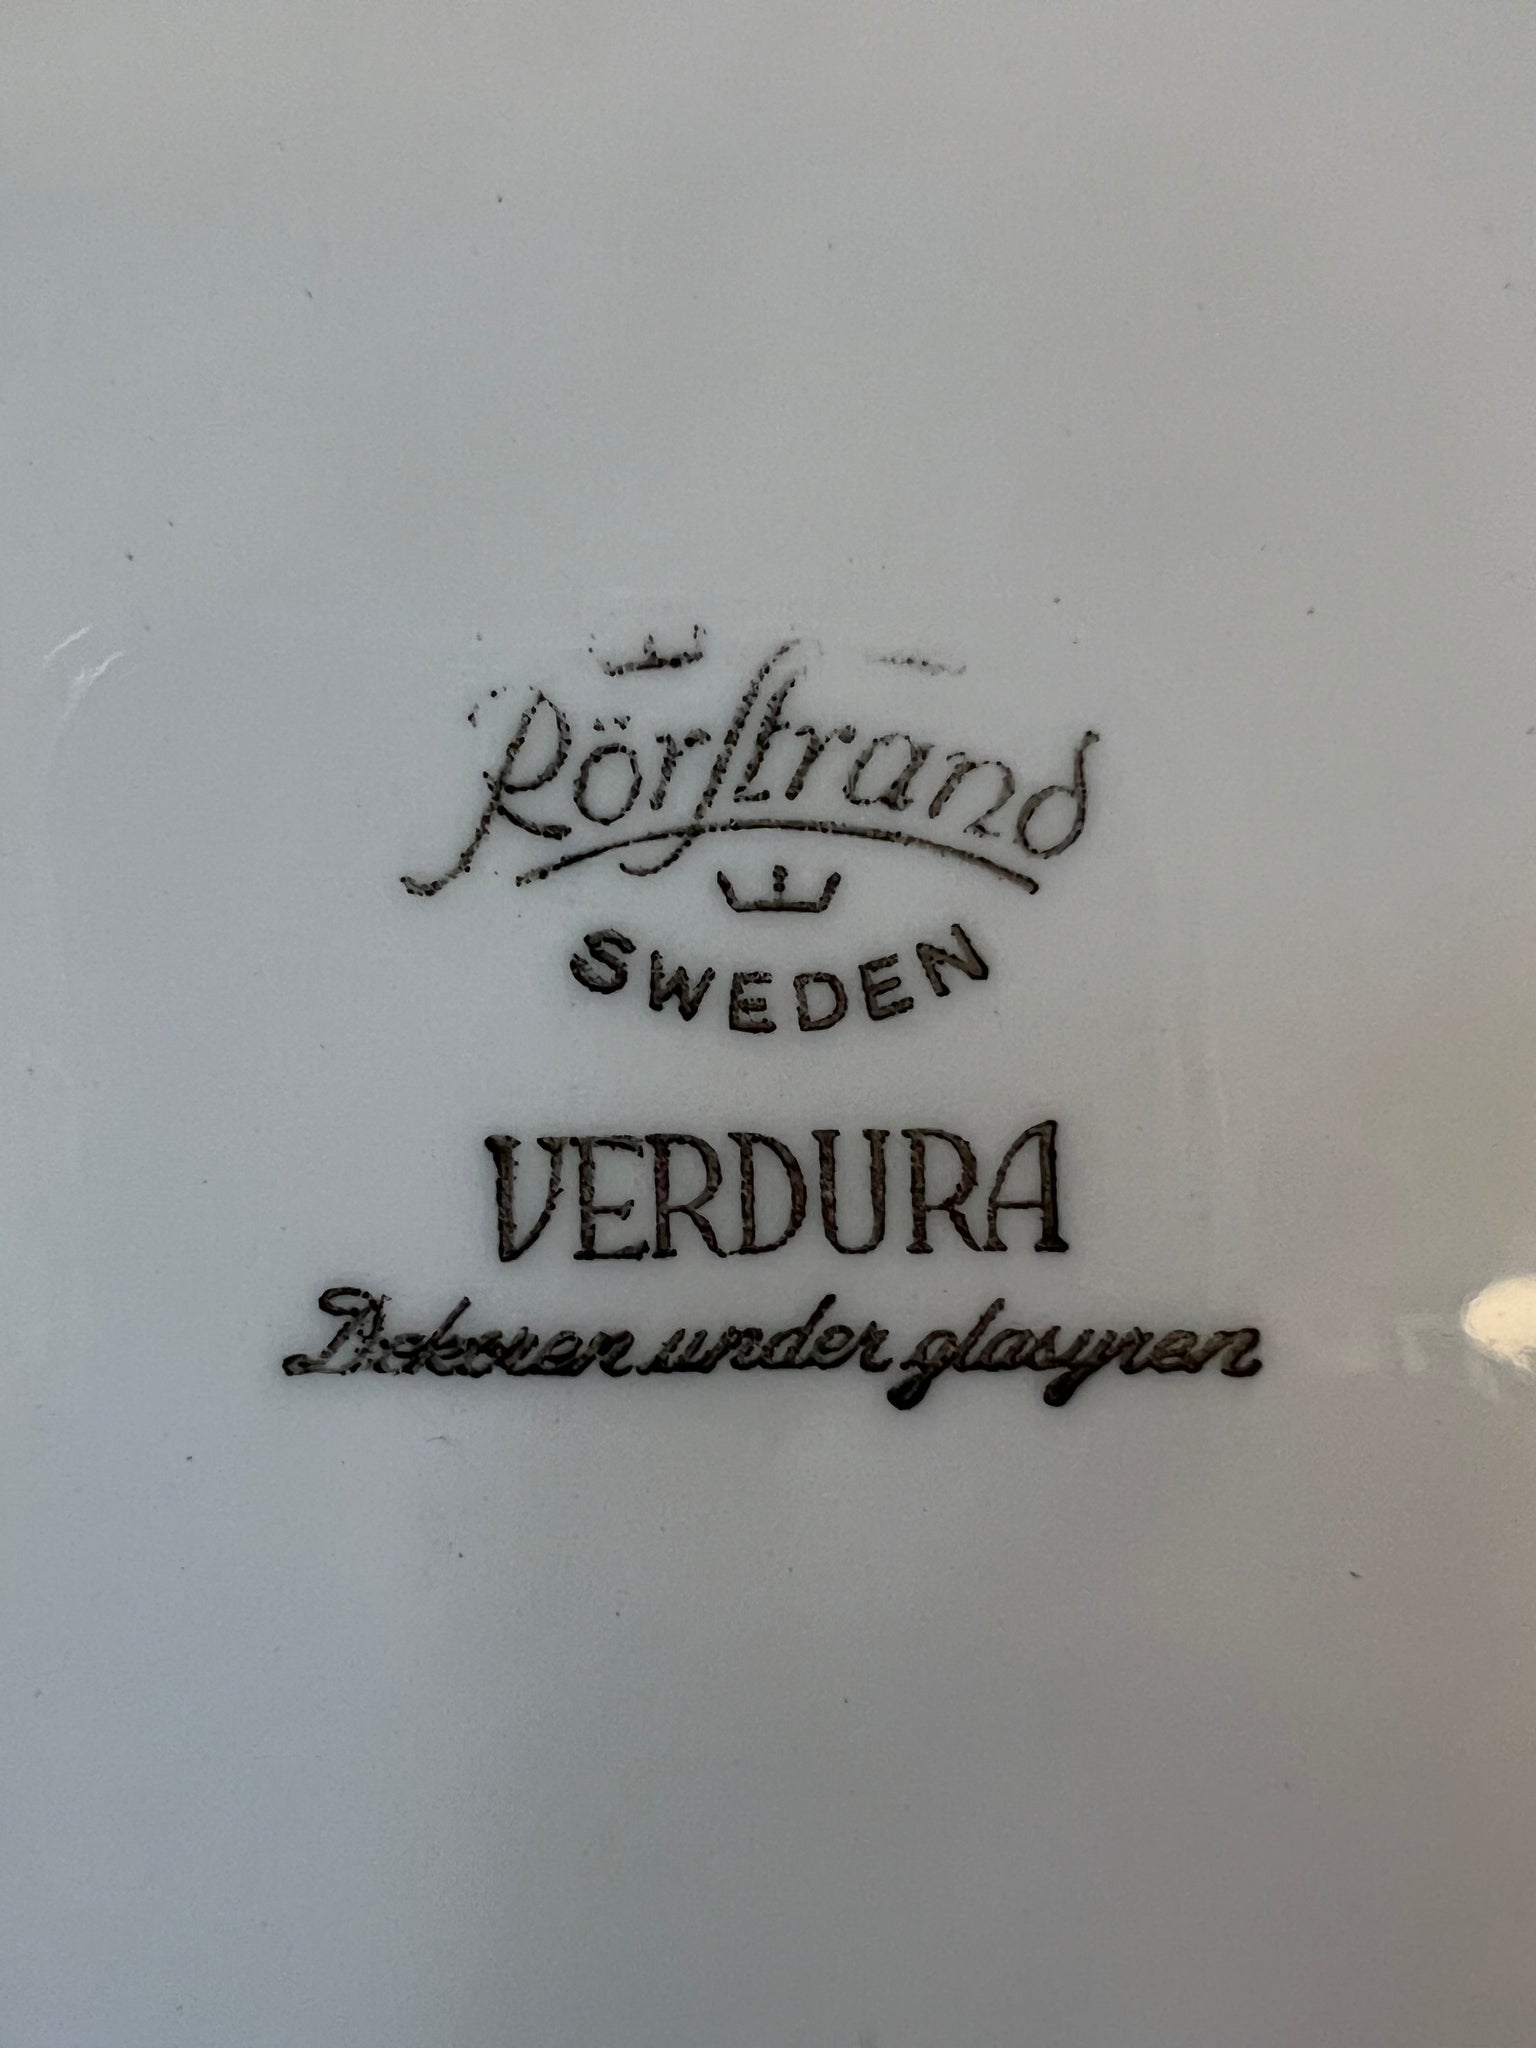 Rörstrand
SWEDEN
VERDURA
Dekoren under glasyren